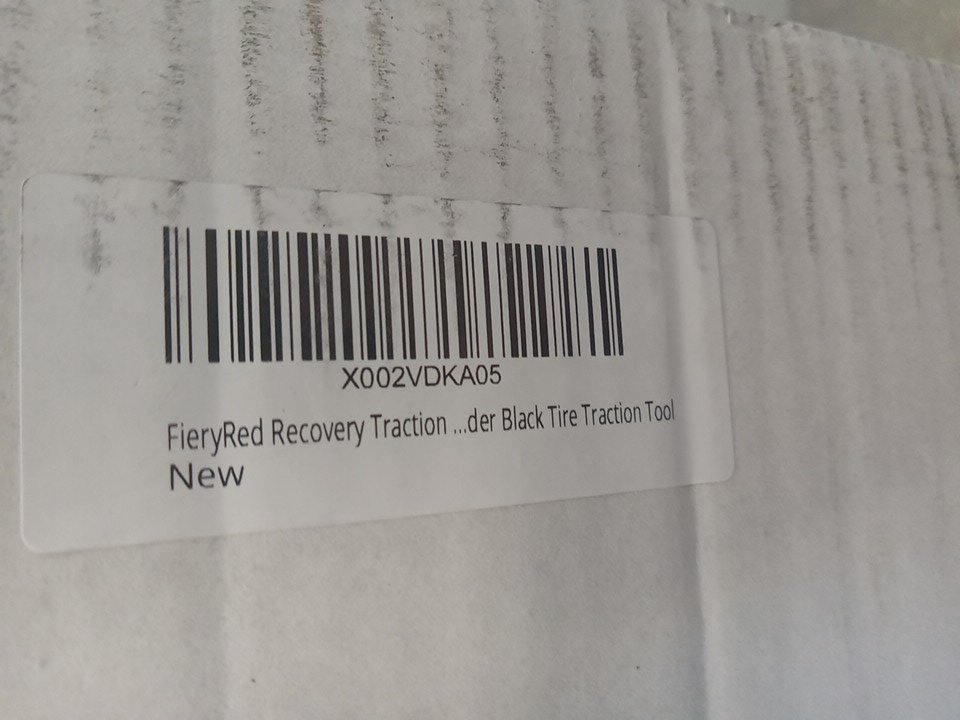 X002VDKA05
FieryRed Recovery Traction ...der Black Tire Traction Tool
New